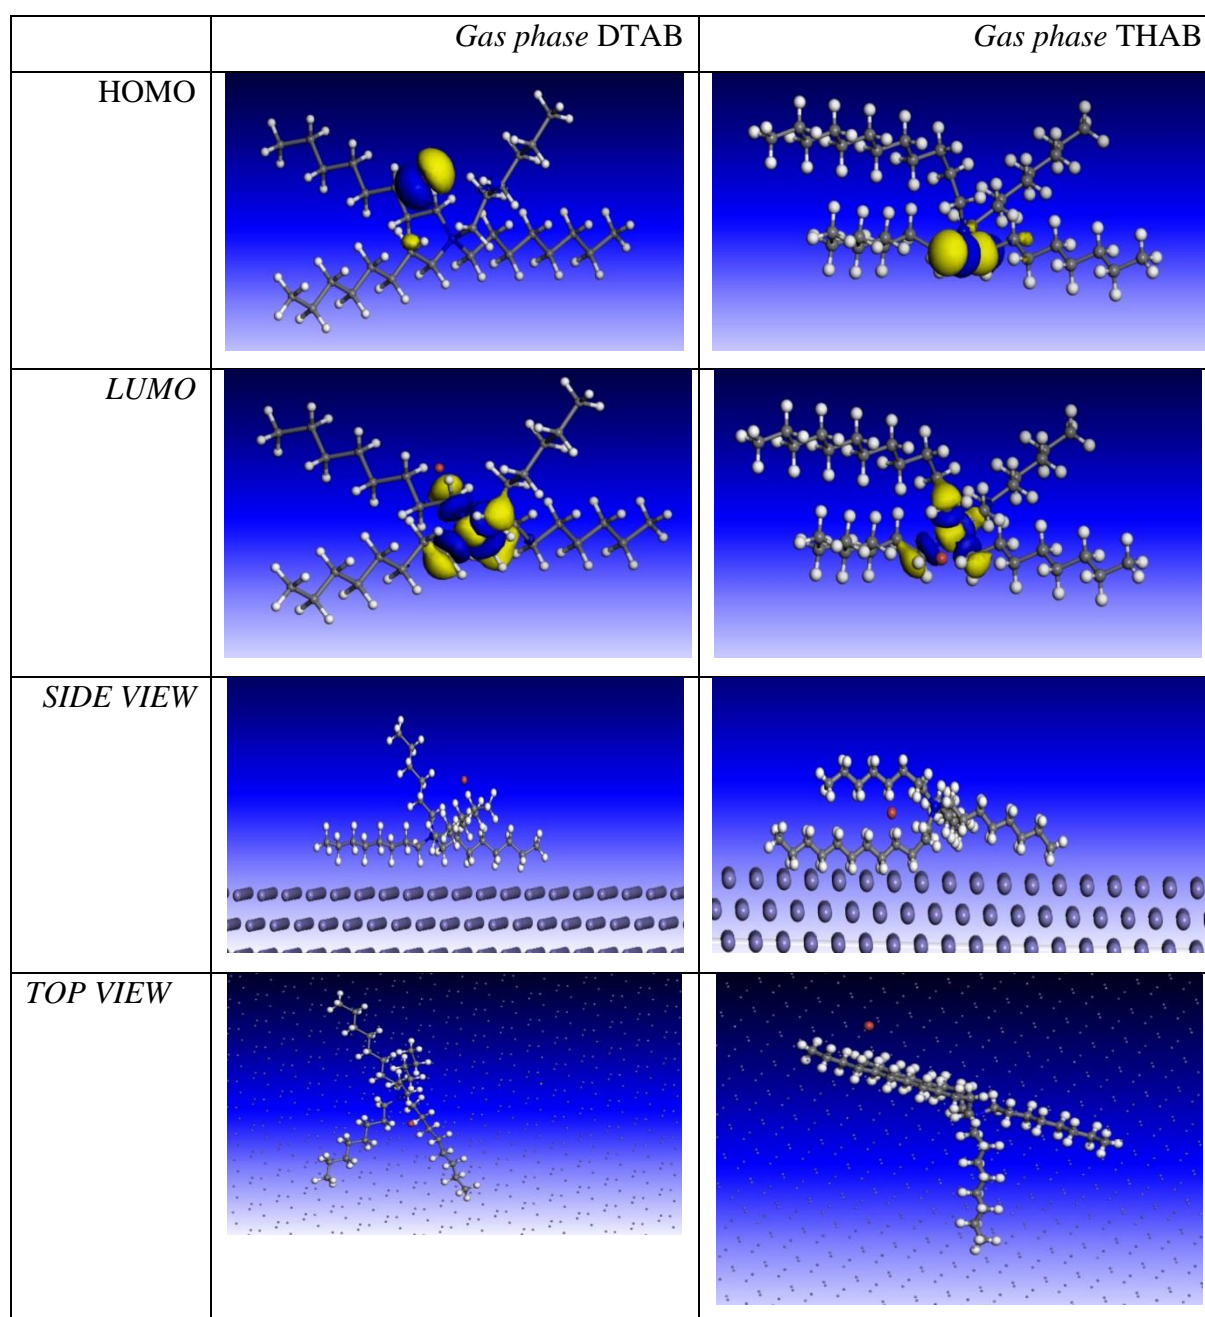 Gas phase DTAB
Gas phase THAB
HOMO
LUMO
SIDE VIEW
TOP VIEW